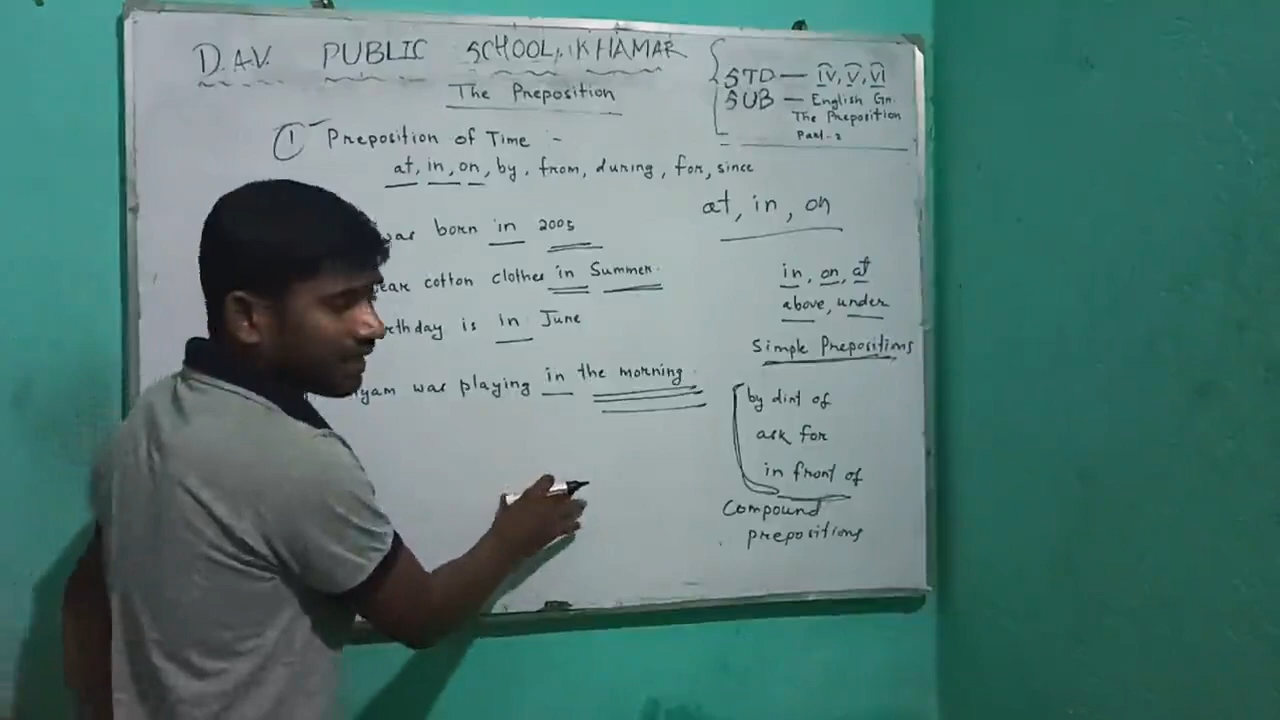 D.A.V. PUBLIC SCHOOL, KHAMAR
The Preposition
STD — IV, V, VI
SUB — English Gr.
The Preposition
Part-2
① Preposition of Time :-
at, in, on, by, from, during, for, since
born in 2005
cotton clothes in Summer.
is in June
was playing in the morning.
at, in, on
in, on, at
above, under
Simple Prepositions
by dint of
ask for
in front of
Compound
prepositions